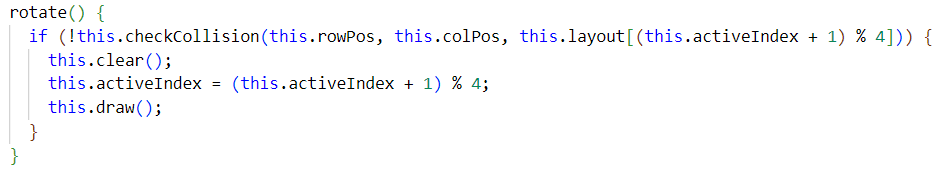 rotate() {
if (!this.checkCollision(this.rowPos, this.colPos, this.layout[(this.activeIndex + 1) % 4])) {
this.clear();
this.activeIndex = (this.activeIndex + 1) % 4;
this.draw();
}
}